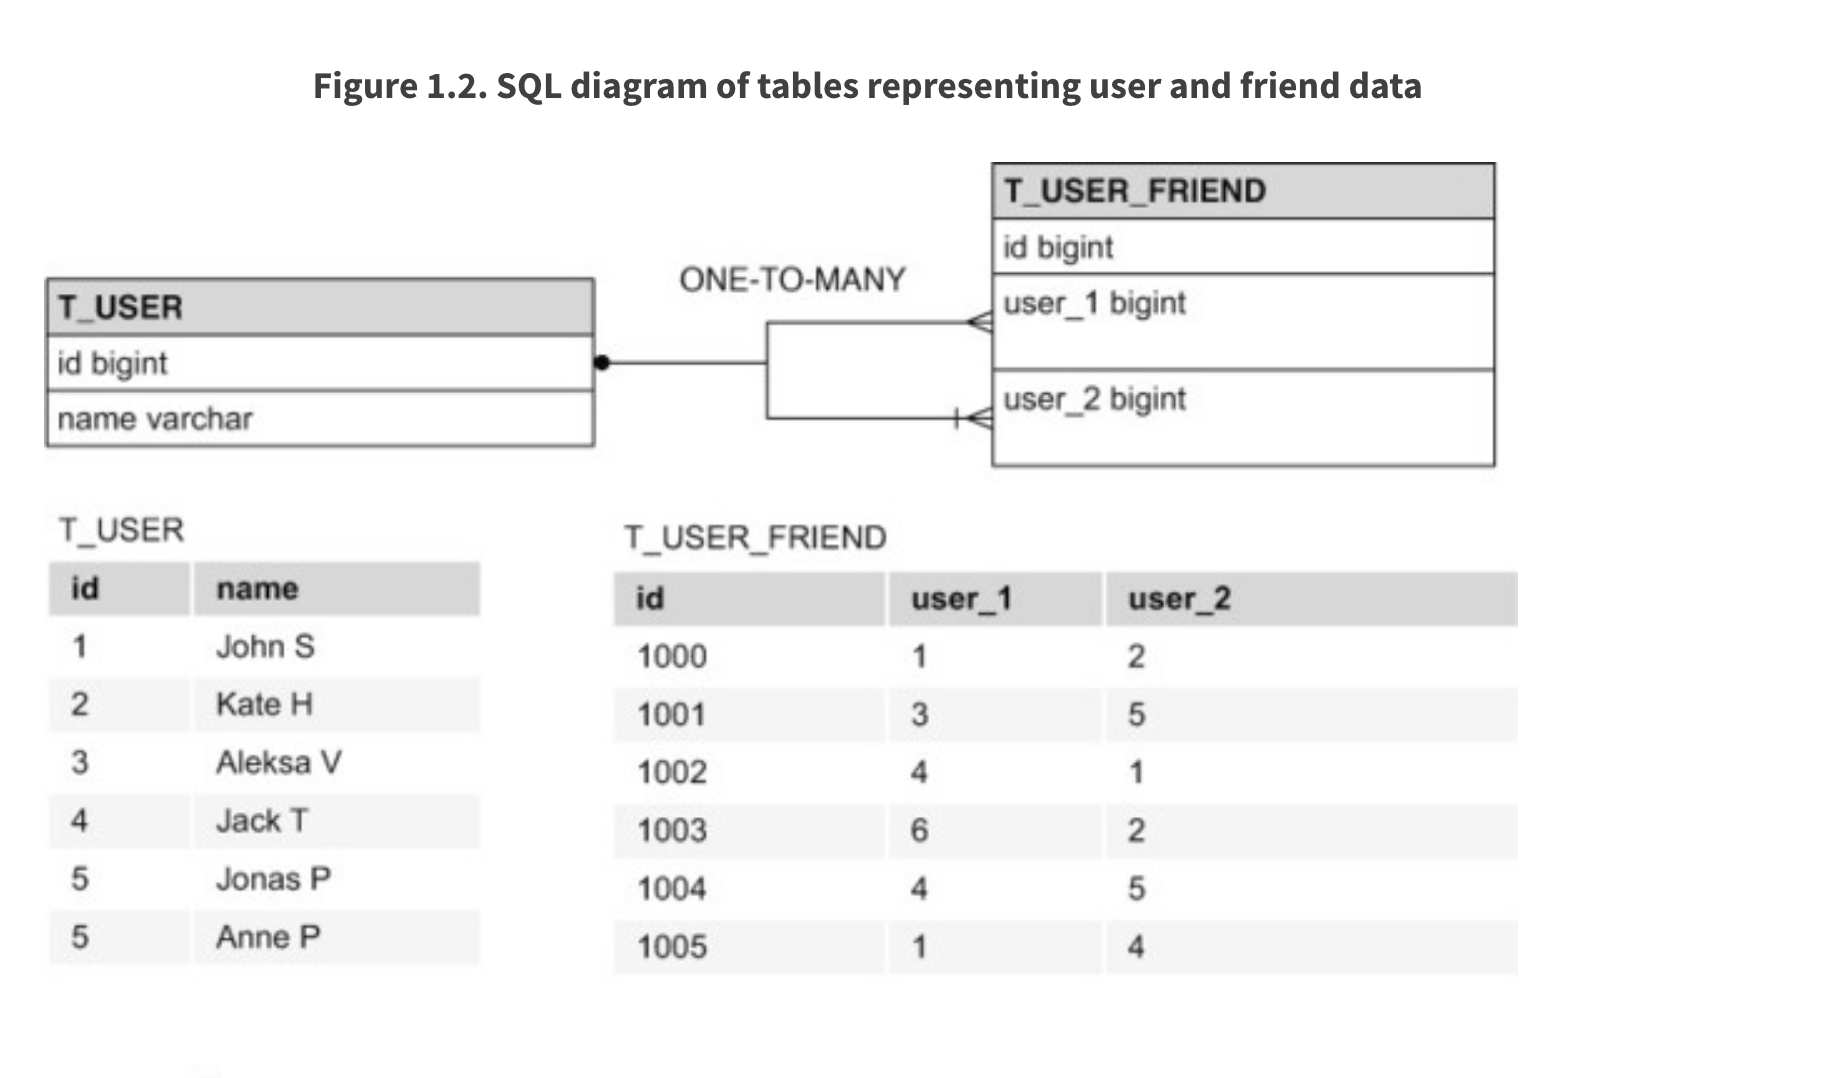 Figure 1.2. SQL diagram of tables representing user and friend data
T_USER_FRIEND
id bigint
user_1 bigint
user_2 bigint
ONE-TO-MANY
T_USER
id bigint
name varchar
T_USER
id name
1 John S
2 Kate H
3 Aleksa V
4 Jack T
5 Jonas P
5 Anne P
T_USER_FRIEND
id user_1 user_2
1000 1 2
1001 3 5
1002 4 1
1003 6 2
1004 4 5
1005 1 4